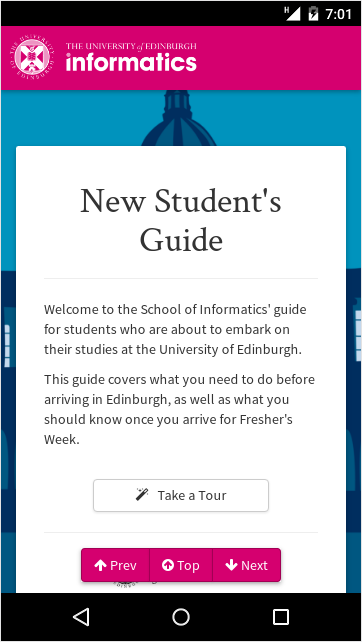 H 7:01
THE UNIVERSITY of EDINBURGH
informatics
New Student's
Guide
Welcome to the School of Informatics' guide
for students who are about to embark on
their studies at the University of Edinburgh.
This guide covers what you need to do before
arriving in Edinburgh, as well as what you
should know once you arrive for Fresher's
Week.
Take a Tour
Prev Top Next